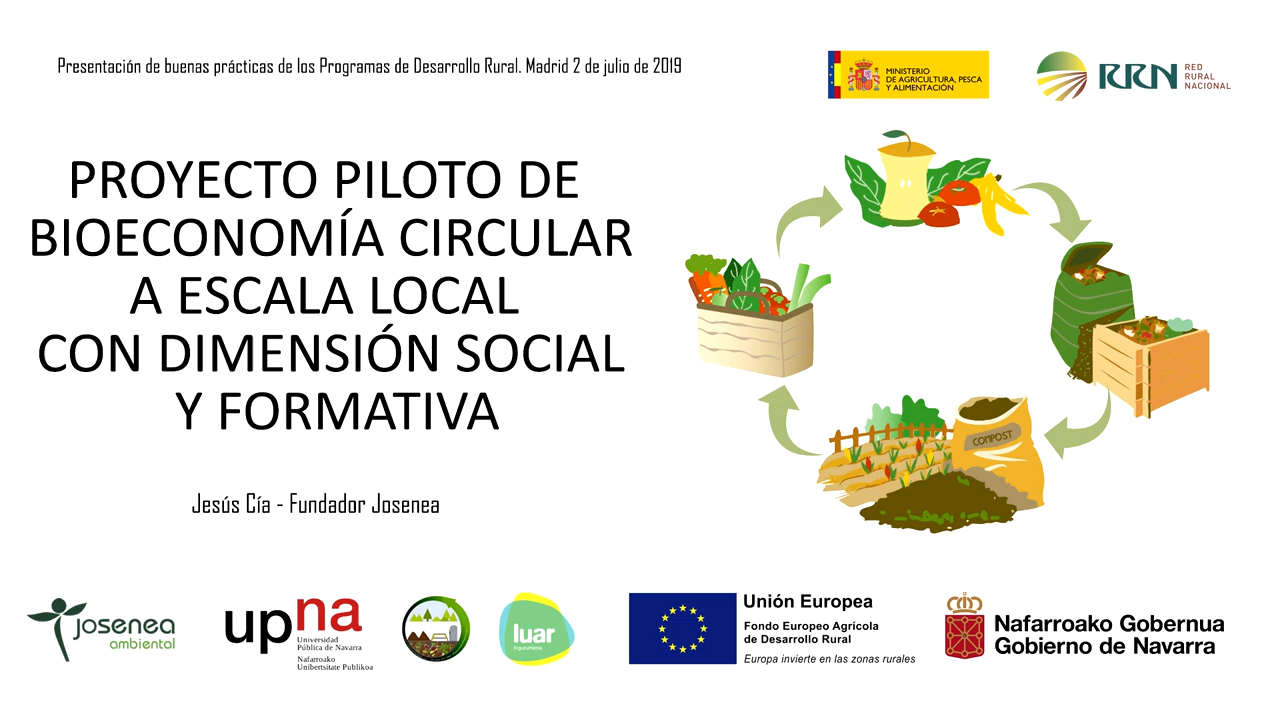 Presentación de buenas prácticas de los Programas de Desarrollo Rural. Madrid 2 de julio de 2019
MINISTERIO
DE AGRICULTURA, PESCA
Y ALIMENTACIÓN
RRN
RED
RURAL
NACIONAL
PROYECTO PILOTO DE
BIOECONOMÍA CIRCULAR
A ESCALA LOCAL
CON DIMENSIÓN SOCIAL
Y FORMATIVA
COMPOST
Jesús Cía - Fundador Josenea
josenea
ambiental
upna
Universidad
Pública de Navarra
Nafarroako
Unibertsitate Publikoa
luar
ingurumena
Unión Europea
Fondo Europeo Agrícola
de Desarrollo Rural
Europa invierte en las zonas rurales
Nafarroako Gobernua
Gobierno de Navarra